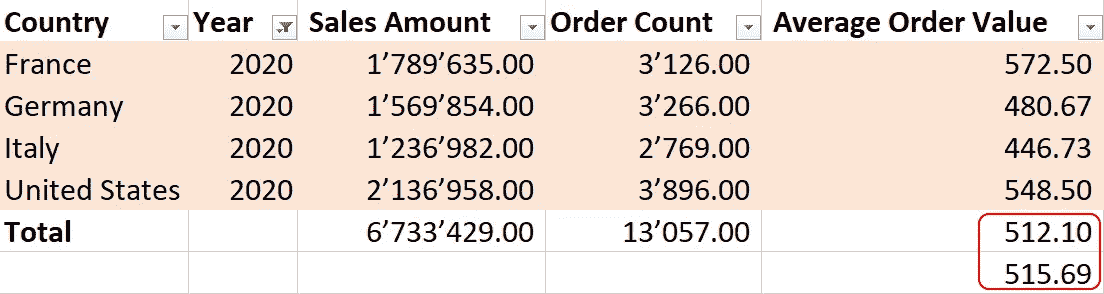 Country Year Sales Amount Order Count Average Order Value
France 2020 1’789’635.00 3’126.00 572.50
Germany 2020 1’569’854.00 3’266.00 480.67
Italy 2020 1’236’982.00 2’769.00 446.73
United States 2020 2’136’958.00 3’896.00 548.50
Total 6’733’429.00 13’057.00 512.10
515.69